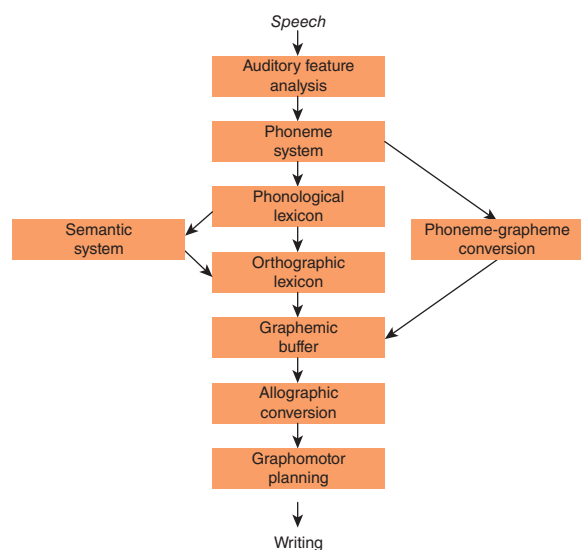 Speech
Auditory feature
analysis
Phoneme
system
Phonological
lexicon
Semantic
system
Phoneme-grapheme
conversion
Orthographic
lexicon
Graphemic
buffer
Allographic
conversion
Graphomotor
planning
Writing